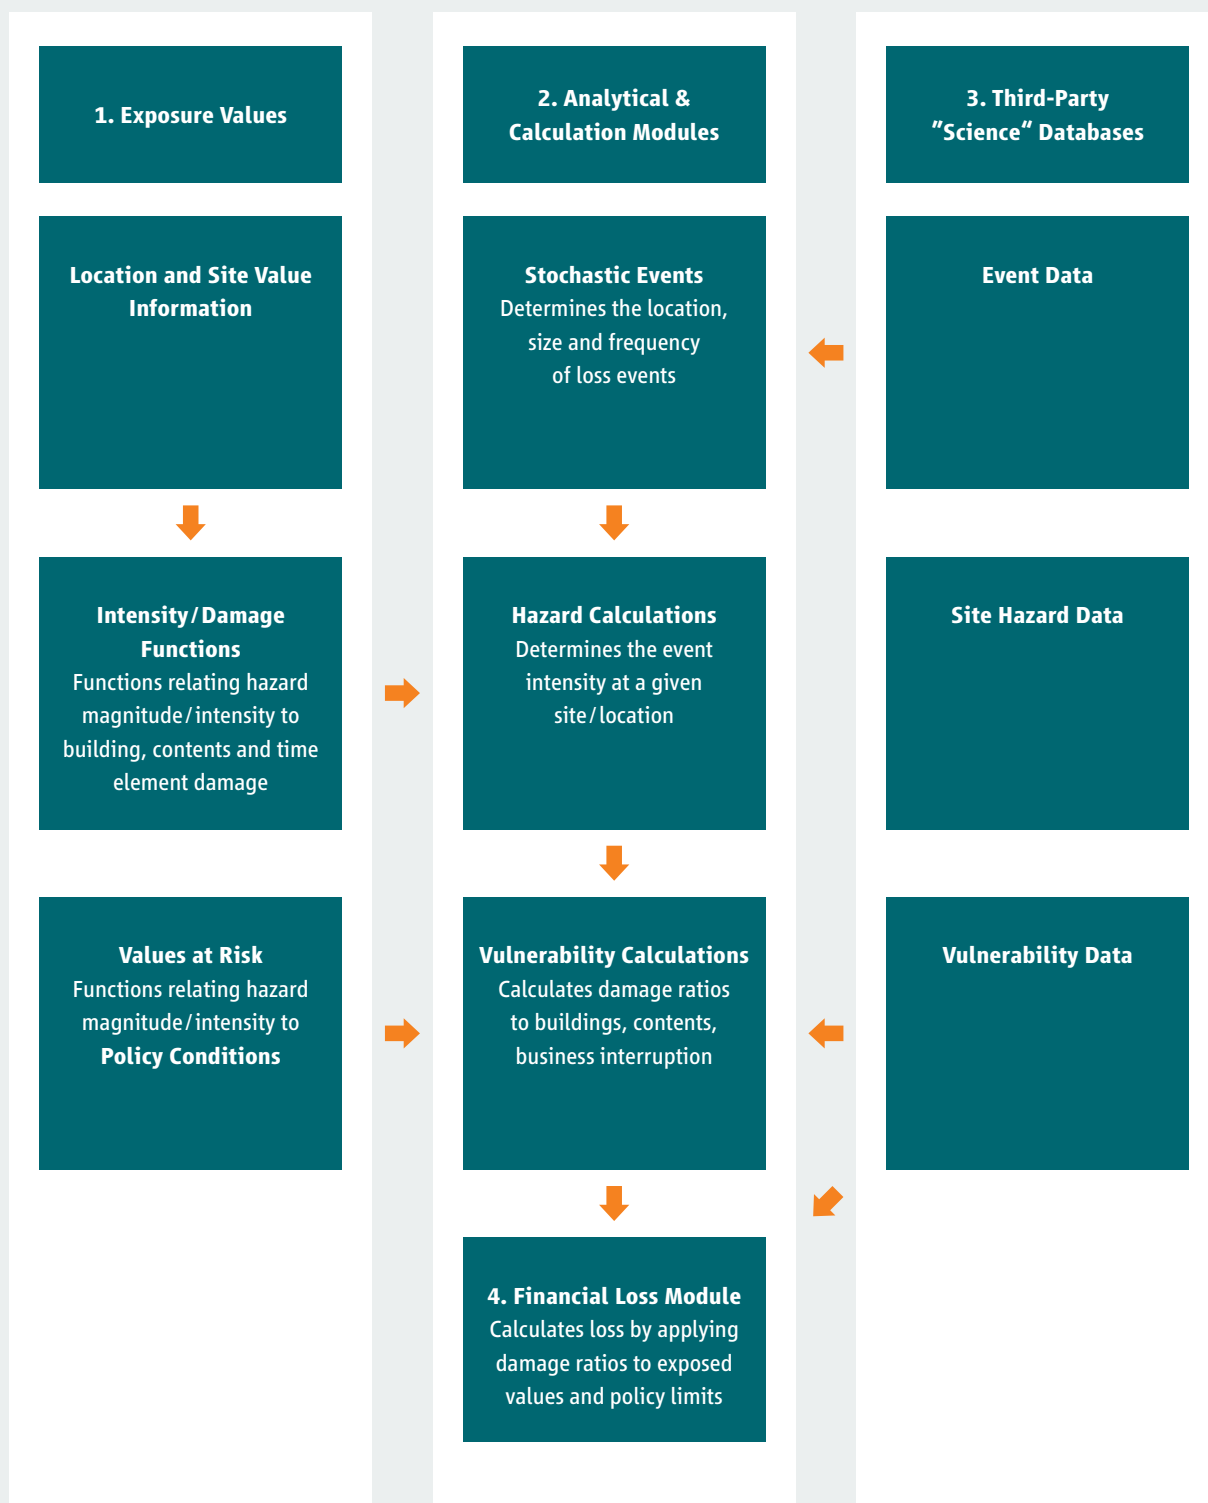 1. Exposure Values
Location and Site Value
Information
Intensity/Damage
Functions
Functions relating hazard
magnitude/intensity to
building, contents and time
element damage
Values at Risk
Functions relating hazard
magnitude/intensity to
Policy Conditions
2. Analytical &
Calculation Modules
Stochastic Events
Determines the location,
size and frequency
of loss events
Hazard Calculations
Determines the event
intensity at a given
site/location
Vulnerability Calculations
Calculates damage ratios
to buildings, contents,
business interruption
4. Financial Loss Module
Calculates loss by applying
damage ratios to exposed
values and policy limits
3. Third-Party
"Science“ Databases
Event Data
Site Hazard Data
Vulnerability Data